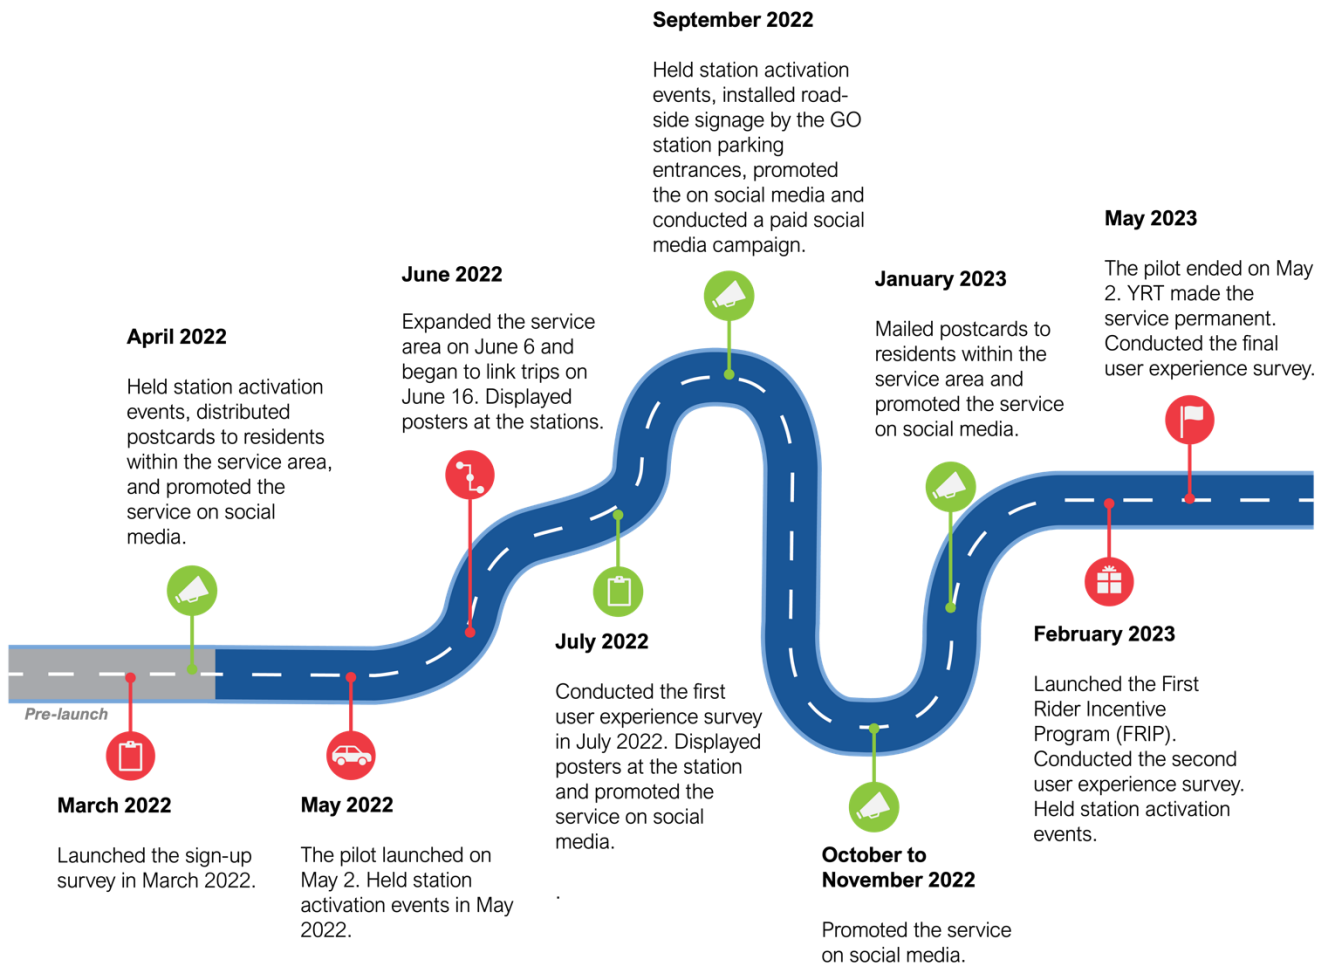 March 2022
Launched the sign-up
survey in March 2022.
Pre-launch
April 2022
Held station activation
events, distributed
postcards to residents
within the service area,
and promoted the
service on social
media.
May 2022
The pilot launched on
May 2. Held station
activation events in May
2022.
June 2022
Expanded the service
area on June 6 and
began to link trips on
June 16. Displayed
posters at the stations.
July 2022
Conducted the first
user experience survey
in July 2022. Displayed
posters at the station
and promoted the
service on social
media.
.
September 2022
Held station activation
events, installed road-
side signage by the GO
station parking
entrances, promoted
the on social media and
conducted a paid social
media campaign.
October to
November 2022
Promoted the service
on social media.
January 2023
Mailed postcards to
residents within the
service area and
promoted the service
on social media.
February 2023
Launched the First
Rider Incentive
Program (FRIP).
Conducted the second
user experience survey.
Held station activation
events.
May 2023
The pilot ended on May
2. YRT made the
service permanent.
Conducted the final
user experience survey.